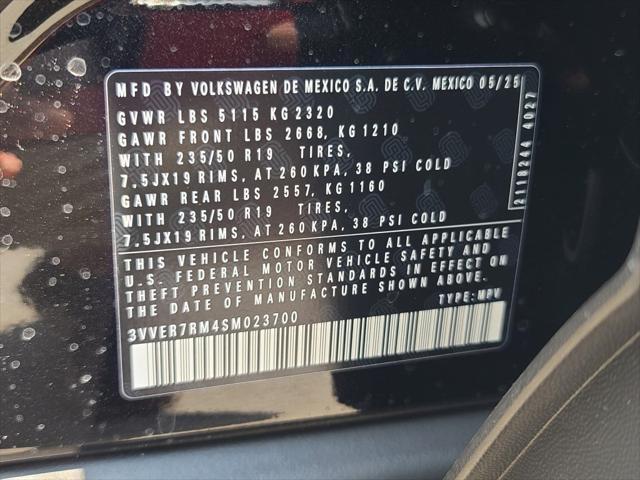 MFD BY VOLKSWAGEN DE MEXICO S.A. DE C.V. MEXICO 05/25
GVWR LBS 5115 KG 2320
GAWR FRONT LBS 2668, KG 1210
WITH 235/50 R19 TIRES,
7.5JX19 RIMS, AT 260 KPA, 38 PSI COLD
GAWR REAR LBS 2557, KG 1160
WITH 235/50 R19 TIRES,
7.5JX19 RIMS, AT 260 KPA, 38 PSI COLD
2118244 4027
THIS VEHICLE CONFORMS TO ALL APPLICABLE
U.S. FEDERAL MOTOR VEHICLE SAFETY AND
THEFT PREVENTION STANDARDS IN EFFECT ON
THE DATE OF MANUFACTURE SHOWN ABOVE.
3VVER7RM4SM023700 TYPE: MPV